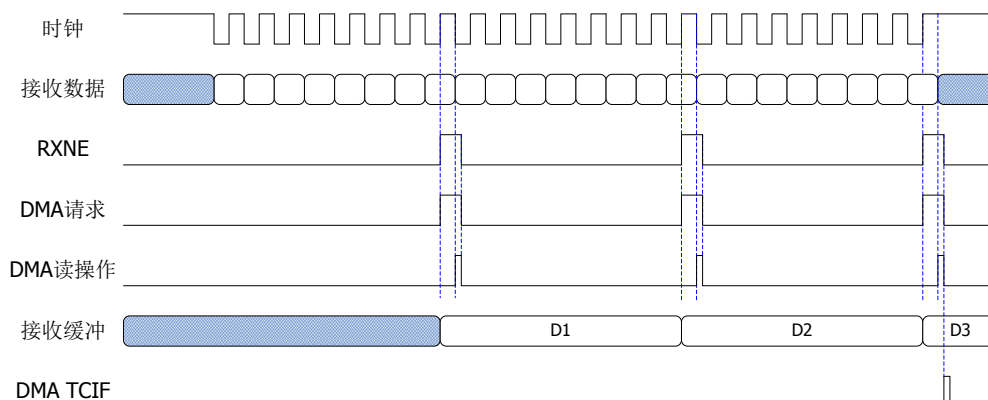 时钟
接收数据
RXNE
DMA请求
DMA读操作
接收缓冲 D1 D2 D3
DMA TCIF